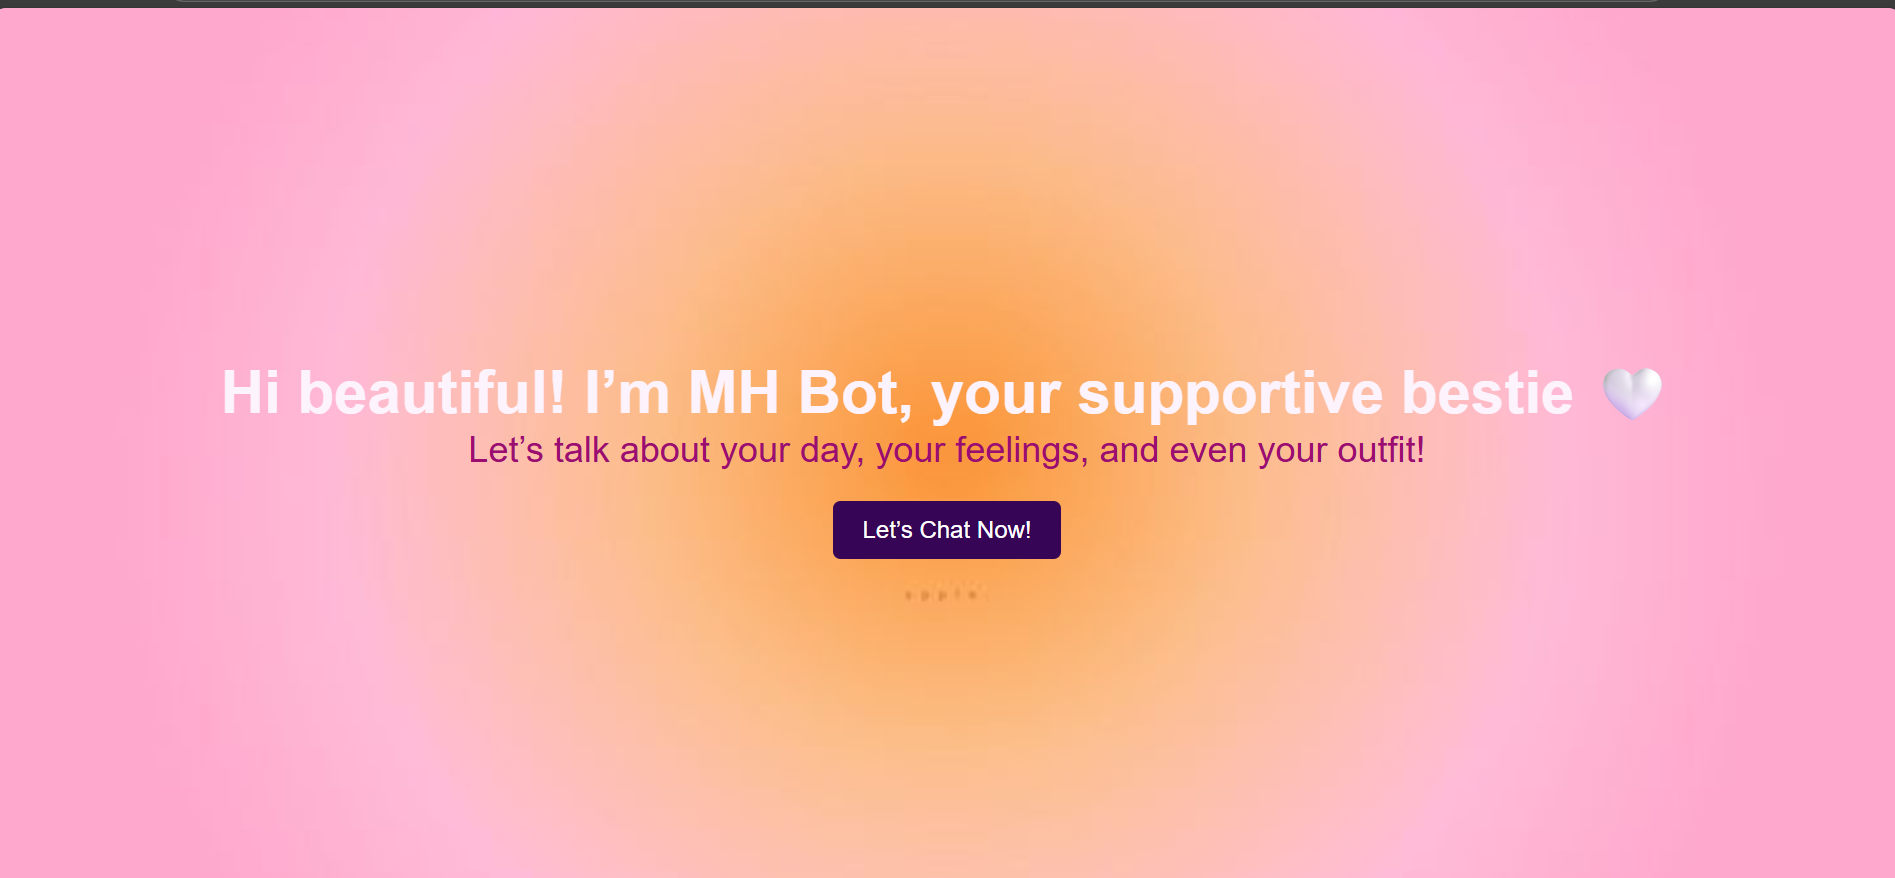 Hi beautiful! I’m MH Bot, your supportive bestie 🤍
Let’s talk about your day, your feelings, and even your outfit!
Let’s Chat Now!